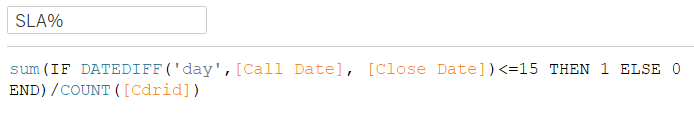 SLA%
sum(IF DATEDIFF('day',[Call Date], [Close Date])<=15 THEN 1 ELSE 0
END)/COUNT([Cdrid])